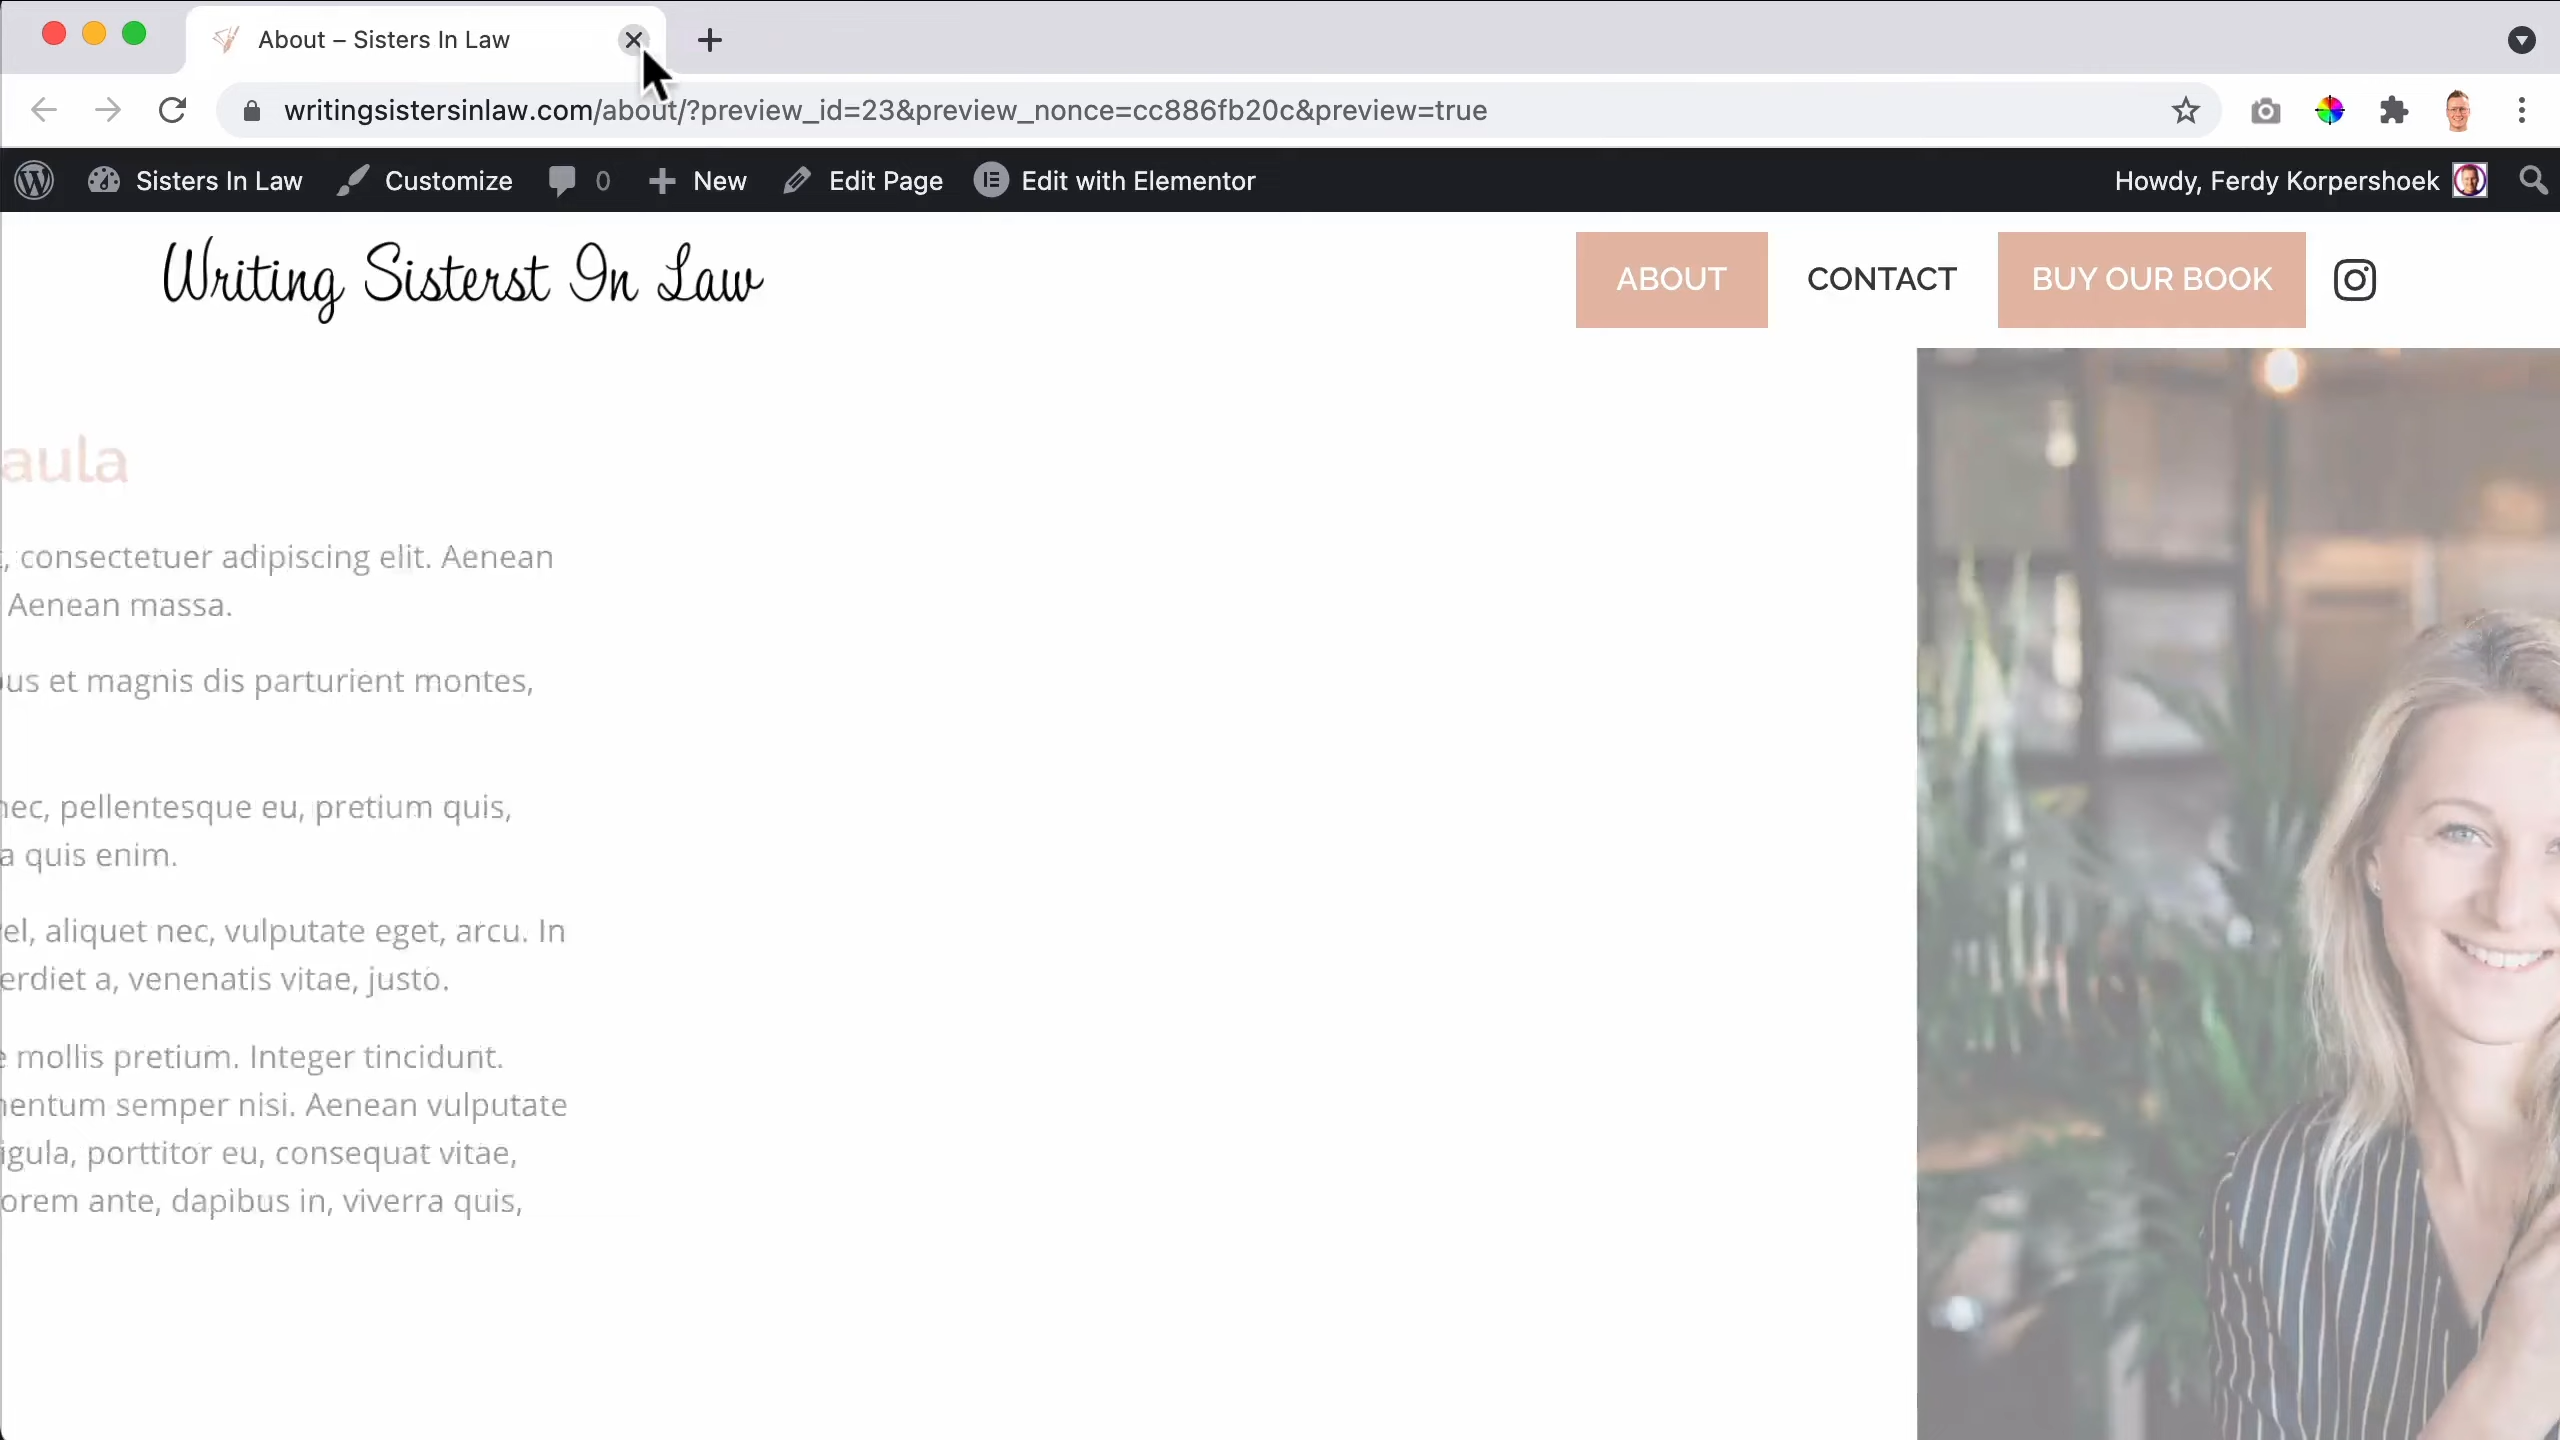 About – Sisters In Law
writingsistersinlaw.com/about/?preview_id=23&preview_nonce=cc886fb20c&preview=true
Sisters In Law Customize 0 New Edit Page Edit with Elementor Howdy, Ferdy Korpershoek
Writing Sisterst In Law ABOUT CONTACT BUY OUR BOOK
aula
, consectetuer adipiscing elit. Aenean
Aenean massa.
us et magnis dis parturient montes,
nec, pellentesque eu, pretium quis,
a quis enim.
el, aliquet nec, vulputate eget, arcu. In
erdiet a, venenatis vitae, justo.
e mollis pretium. Integer tincidunt.
entum semper nisi. Aenean vulputate
igula, porttitor eu, consequat vitae,
orem ante, dapibus in, viverra quis,